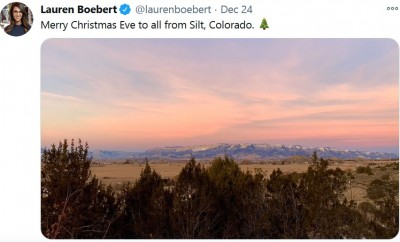 Lauren Boebert @laurenboebert · Dec 24
Merry Christmas Eve to all from Silt, Colorado. 🌲